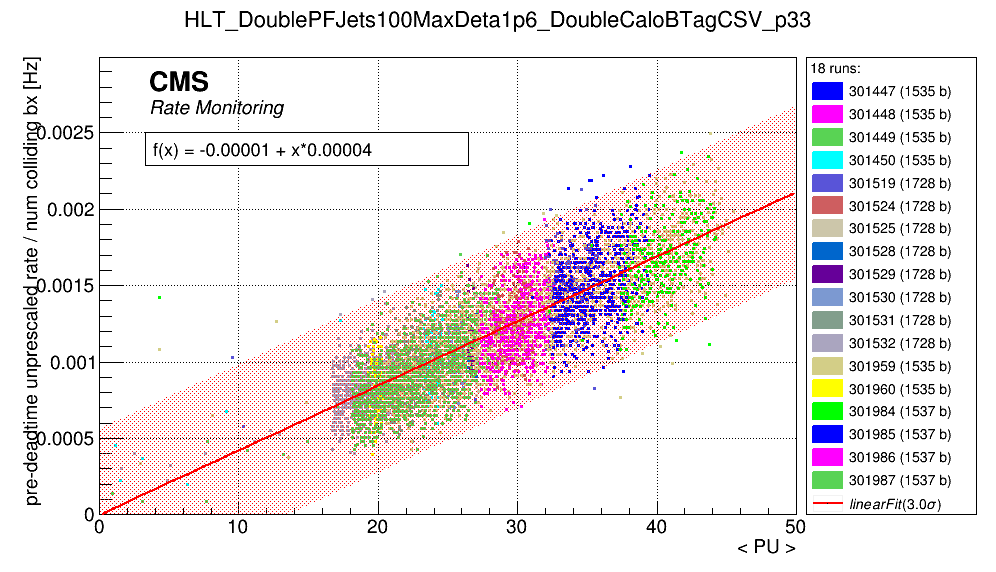 HLT_DoublePFJets100MaxDeta1p6_DoubleCaloBTagCSV_p33
pre-deadtime unprescaled rate / num colliding bx [Hz]
CMS
Rate Monitoring
f(x) = -0.00001 + x*0.00004
0.0025
0.002
0.0015
0.001
0.0005
0
0
10
20
30
40
50
< PU >
18 runs:
301447 (1535 b)
301448 (1535 b)
301449 (1535 b)
301450 (1535 b)
301519 (1728 b)
301524 (1728 b)
301525 (1728 b)
301528 (1728 b)
301529 (1728 b)
301530 (1728 b)
301531 (1728 b)
301532 (1728 b)
301959 (1535 b)
301960 (1535 b)
301984 (1537 b)
301985 (1537 b)
301986 (1537 b)
301987 (1537 b)
linearFit(3.0σ)